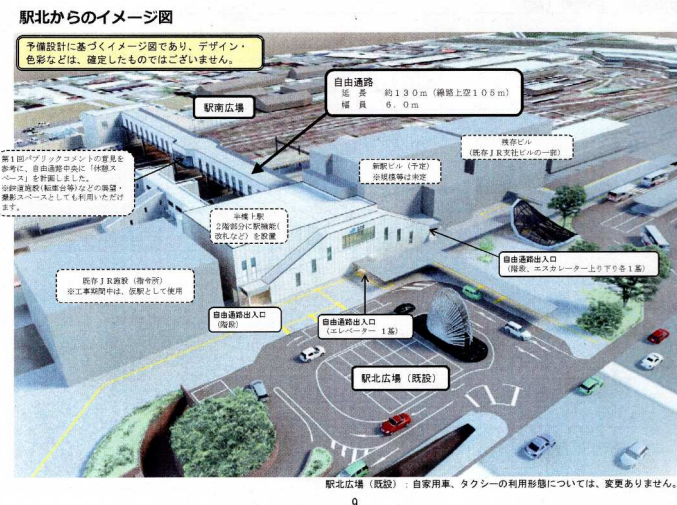 駅北からのイメージ図
予備設計に基づくイメージ図であり、デザイン・
色彩などは、確定したものではございません。
自由通路
延 長 約130m（線路上空105m）
幅 員 6.0m
駅南広場
残存ビル
（既存JR支社ビルの一部）
新駅ビル（予定）
※規模等は未定
第1回パブリックコメントの意見を
参考に、自由通路中央に「休憩ス
ペース」を計画しました。
※鉄道施設（転車台等）などの展望・
撮影スペースとしても利用いただけ
ます。
半橋上駅
2階部分に駅機能（
改札など）を設置
自由通路出入口
（階段、エスカレーター上り下り各1基）
既存JR施設（指令所）
※工事期間中は、仮駅として使用
自由通路出入口
（階段）
自由通路出入口
（エレベーター 1基）
駅北広場（既設）
駅北広場（既設）：自家用車、タクシーの利用形態については、変更ありません。
9